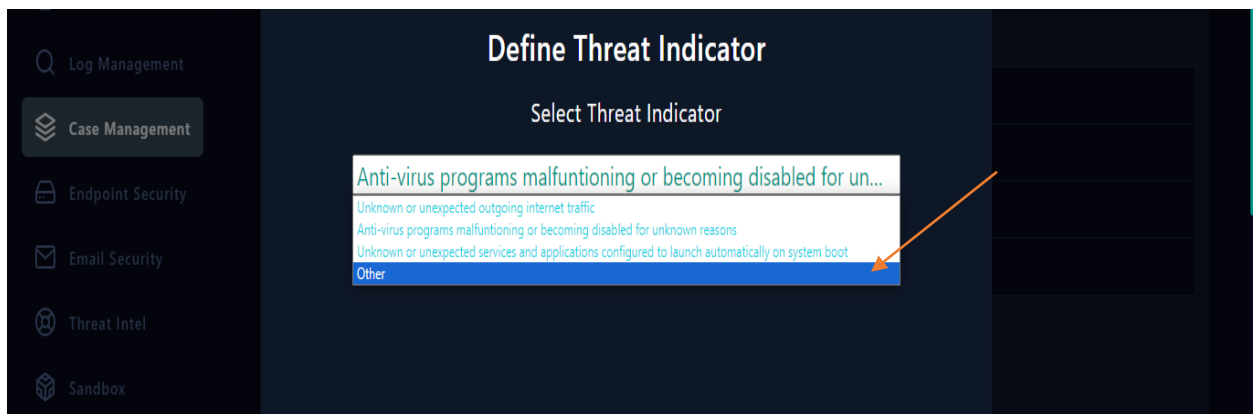 Define Threat Indicator
Log Management
Select Threat Indicator
Case Management
Anti-virus programs malfuntioning or becoming disabled for un...
Endpoint Security
Unknown or unexpected outgoing internet traffic
Anti-virus programs malfuntioning or becoming disabled for unknown reasons
Unknown or unexpected services and applications configured to launch automatically on system boot
Email Security
Other
Threat Intel
Sandbox